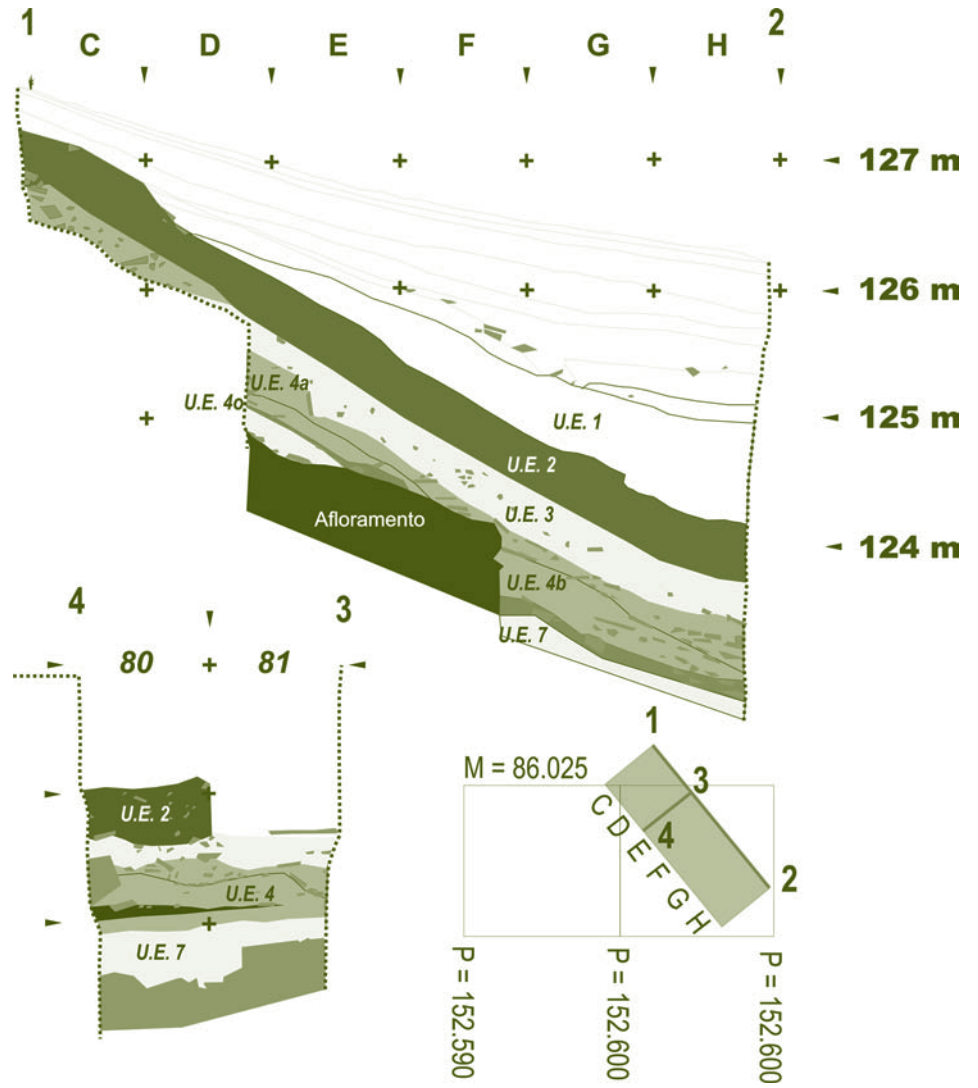 1 2
C D E F G H
127 m
126 m
U.E. 4a
U.E. 4c
125 m
U.E. 1
U.E. 2
U.E. 3
Afloramento
124 m
U.E. 4b
U.E. 7
4 3
80 81
U.E. 2
U.E. 4
U.E. 7
1
M = 86.025
3
C D E F G H
4
2
P = 152.590
P = 152.600
P = 152.600